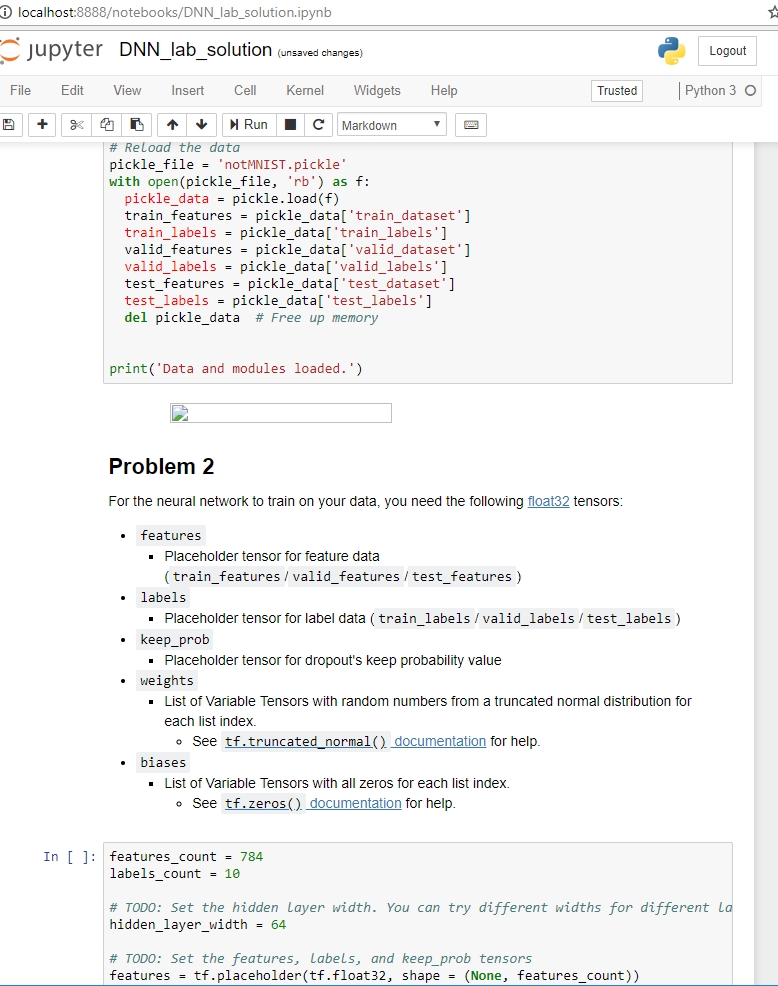 localhost:8888/notebooks/DNN_lab_solution.ipynb
jupyter DNN_lab_solution (unsaved changes)
Logout
File Edit View Insert Cell Kernel Widgets Help Trusted Python 3
Run Markdown
# Reload the data
pickle_file = 'notMNIST.pickle'
with open(pickle_file, 'rb') as f:
  pickle_data = pickle.load(f)
  train_features = pickle_data['train_dataset']
  train_labels = pickle_data['train_labels']
  valid_features = pickle_data['valid_dataset']
  valid_labels = pickle_data['valid_labels']
  test_features = pickle_data['test_dataset']
  test_labels = pickle_data['test_labels']
  del pickle_data  # Free up memory
print('Data and modules loaded.')
Problem 2
For the neural network to train on your data, you need the following float32 tensors:
• features
▪ Placeholder tensor for feature data
(train_features / valid_features / test_features)
• labels
▪ Placeholder tensor for label data (train_labels / valid_labels / test_labels)
• keep_prob
▪ Placeholder tensor for dropout's keep probability value
• weights
▪ List of Variable Tensors with random numbers from a truncated normal distribution for
each list index.
◦ See tf.truncated_normal() documentation for help.
• biases
▪ List of Variable Tensors with all zeros for each list index.
◦ See tf.zeros() documentation for help.
In [ ]: features_count = 784
labels_count = 10
# TODO: Set the hidden layer width. You can try different widths for different la
hidden_layer_width = 64
# TODO: Set the features, labels, and keep_prob tensors
features = tf.placeholder(tf.float32, shape = (None, features_count))